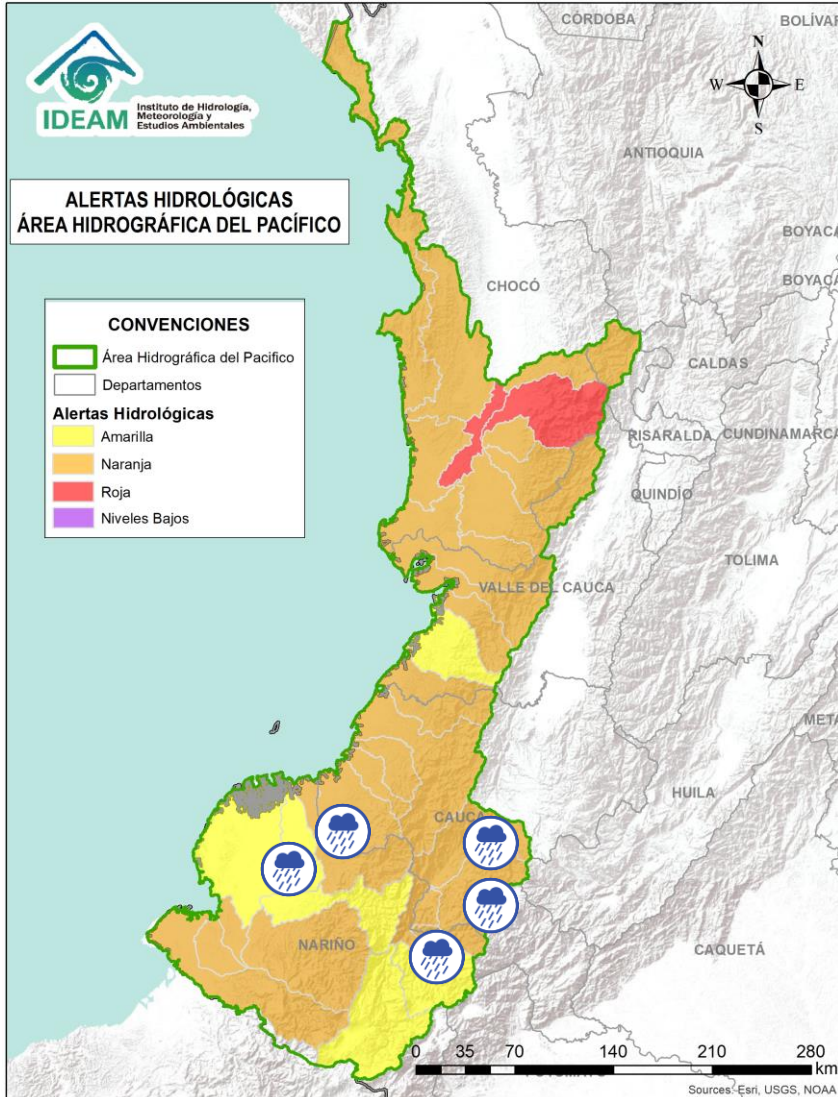 IDEAM
Instituto de Hidrología,
Meteorología y
Estudios Ambientales
CÓRDOBA
BOLÍVAR
N
W
E
S
ANTIOQUIA
ALERTAS HIDROLÓGICAS
ÁREA HIDROGRÁFICA DEL PACÍFICO
BOYACÁ
BOYACÁ
CHOCÓ
CONVENCIONES
Área Hidrográfica del Pacifico
Departamentos
Alertas Hidrológicas
Amarilla
Naranja
Roja
Niveles Bajos
CALDAS
RISARALDA
CUNDINAMARCA
QUINDÍO
TOLIMA
VALLE DEL CAUCA
META
HUILA
CAUCA
NARIÑO
CAQUETÁ
0 35 70 140 210 280
km
Sources: Esri, USGS, NOAA